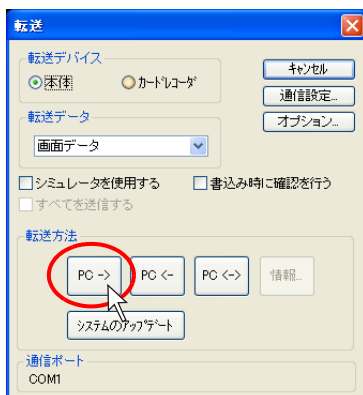 転送
転送デバイス
本体
カードレコーダ
キャンセル
通信設定...
オプション...
転送データ
画面データ
シミュレータを使用する
書込み時に確認を行う
すべてを送信する
転送方法
PC ->
PC <-
PC <->
情報...
システムのアップデート
通信ポート
COM1